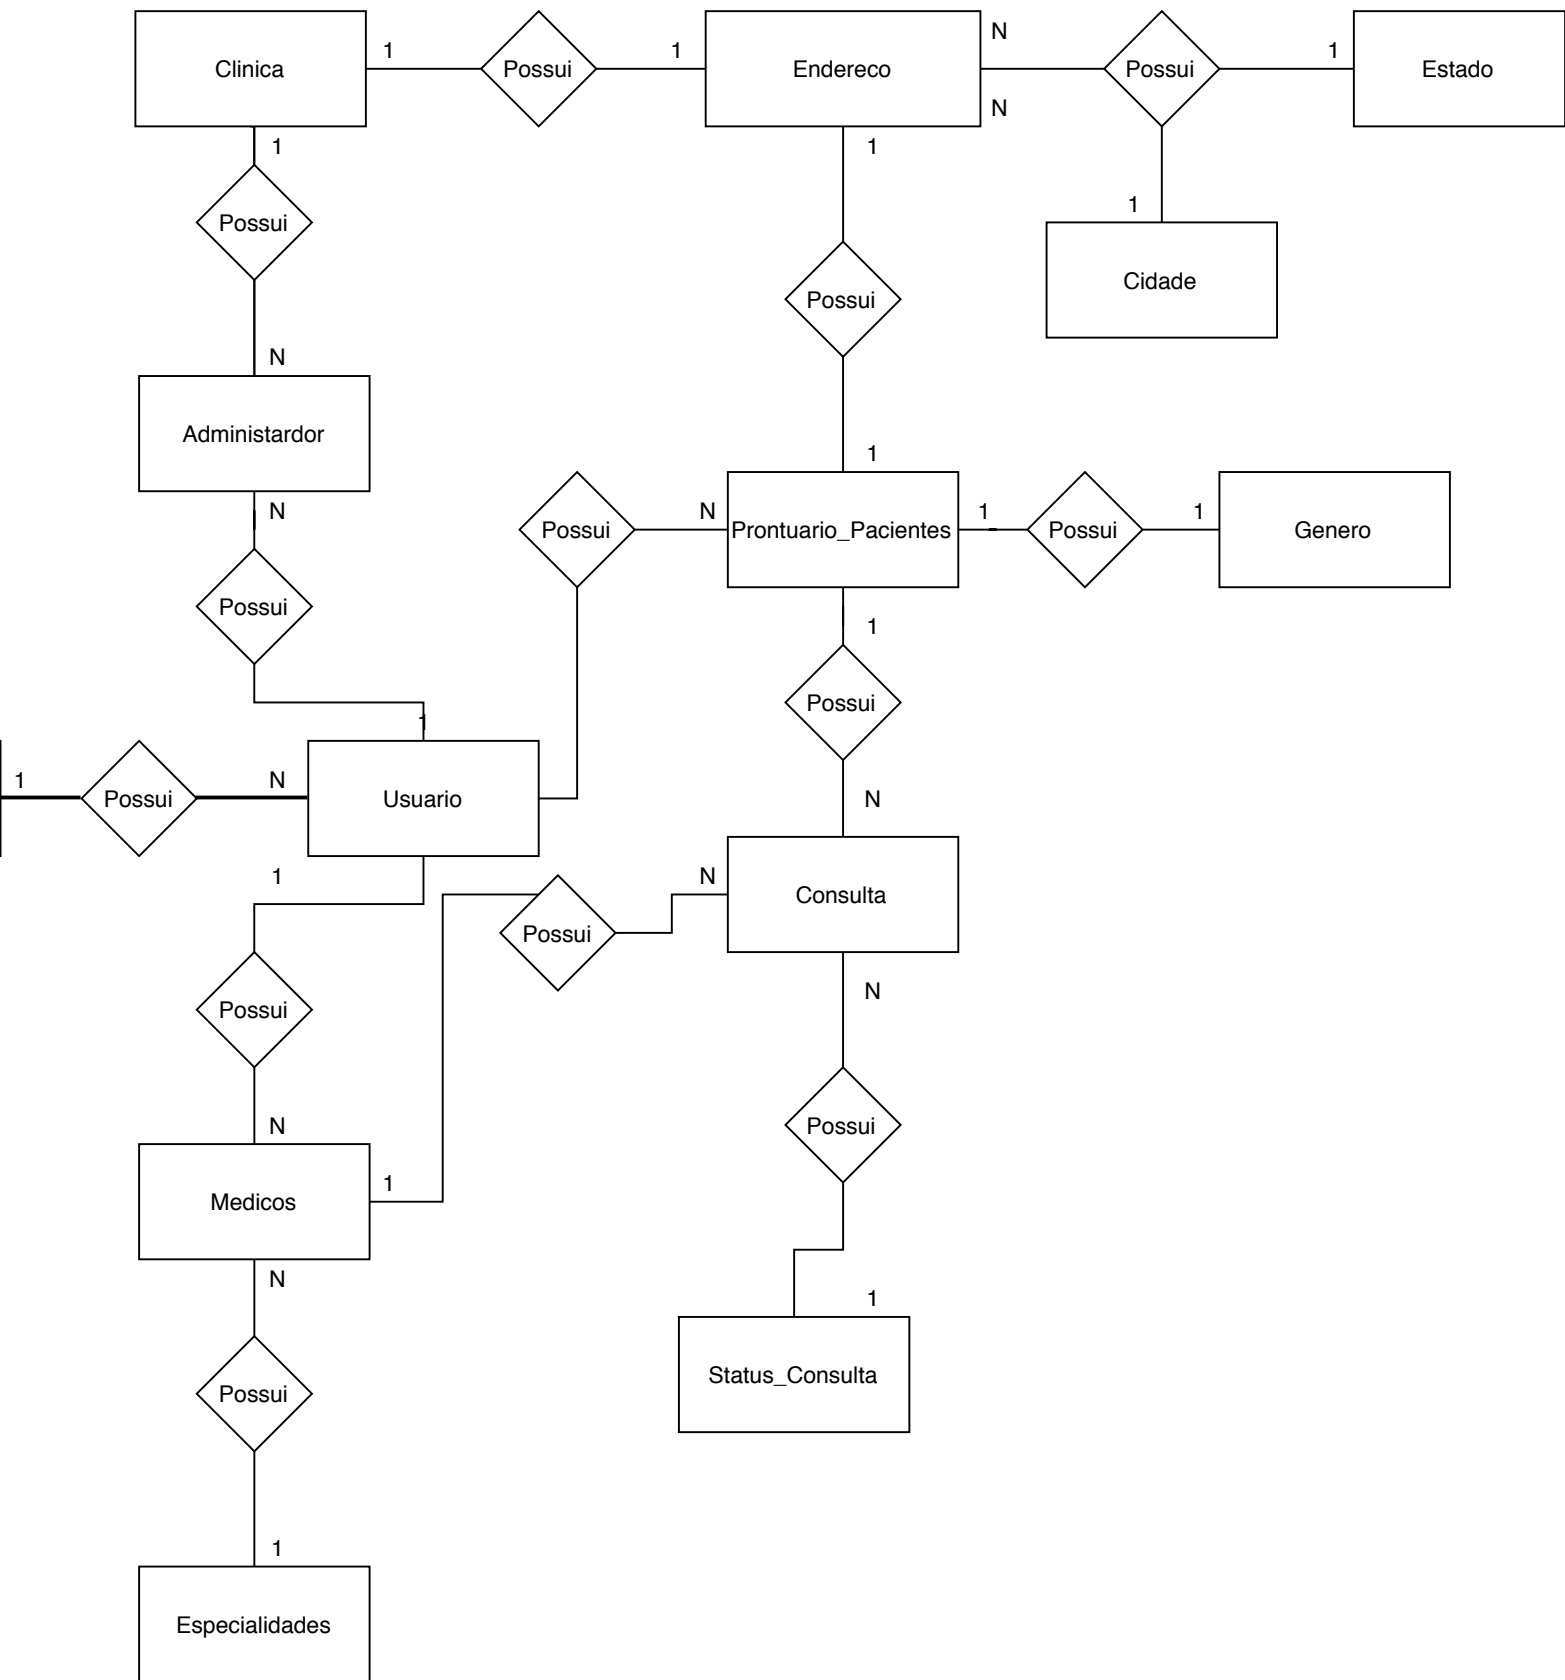 Clinica
1
Possui
1
Endereco
N
N
Possui
1
Estado
1
Possui
N
1
Possui
1
1
Cidade
Administardor
N
Possui
1
Possui
N
Prontuario_Pacientes
1
Possui
1
Genero
1
Possui
N
1
Possui
N
Usuario
1
Possui
N
Possui
N
Consulta
N
Possui
1
Status_Consulta
Medicos
1
N
Possui
1
Especialidades